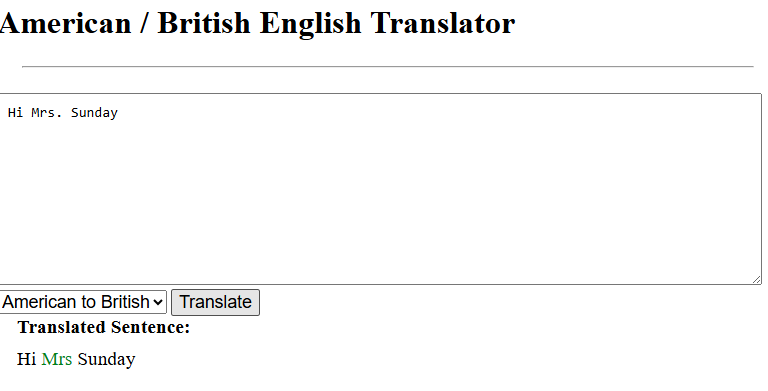 American / British English Translator
Hi Mrs. Sunday
American to British Translate
Translated Sentence:
Hi Mrs Sunday